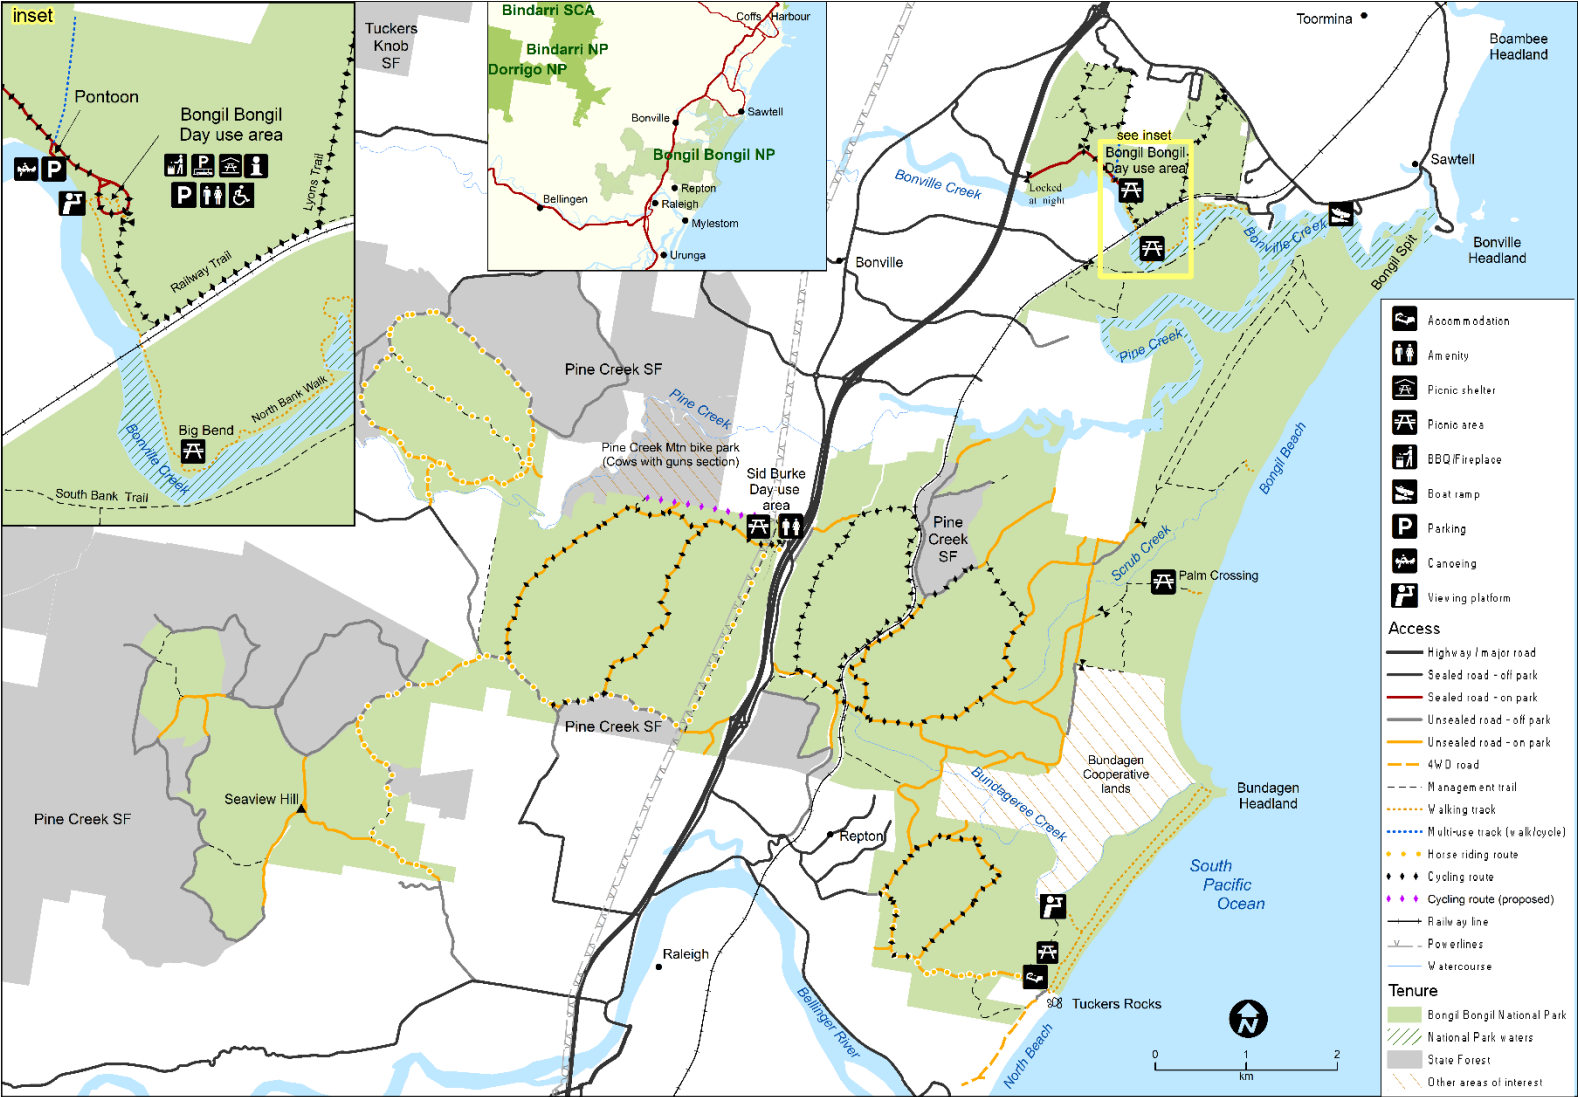 inset
Pontoon
Bongil Bongil
Day use area
P
P
P
Lyons Trail
Railway Trail
North Bank Walk
Big Bend
Bonville Creek
South Bank Trail
Tuckers
Knob
SF
Bindarri SCA
Bindarri NP
Dorrigo NP
Coffs Harbour
Sawtell
Bonville
Bongil Bongil NP
Repton
Bellingen
Raleigh
Mylestom
Urunga
Toormina
Boambee
Headland
Sawtell
see inset
Bongil Bongil
Day use area
Bonville Creek
Locked
at night
Bonville Creek
Bongil Spit
Bonville
Headland
Bonville
Pine Creek
Pine Creek SF
Pine Creek
Pine Creek Mtn bike park
(Cows with guns section)
Sid Burke
Day use
area
Bongil Beach
Pine
Creek
SF
Scrub Creek
Palm Crossing
Pine Creek SF
Seaview Hill
Pine Creek SF
Bundagen
Cooperative
lands
Bundageree Creek
Bundagen
Headland
Repton
South
Pacific
Ocean
Raleigh
Bellinger River
Tuckers Rocks
North Beach
N
0 1 2
km
Accommodation
Amenity
Picnic shelter
Picnic area
BBQ/Fireplace
Boat ramp
P Parking
Canoeing
Viewing platform
Access
Highway / major road
Sealed road - off park
Sealed road - on park
Unsealed road - off park
Unsealed road - on park
4WD road
Management trail
Walking track
Multi-use track (walk/cycle)
Horse riding route
Cycling route
Cycling route (proposed)
Railway line
Powerlines
Watercourse
Tenure
Bongil Bongil National Park
National Park waters
State Forest
Other areas of interest